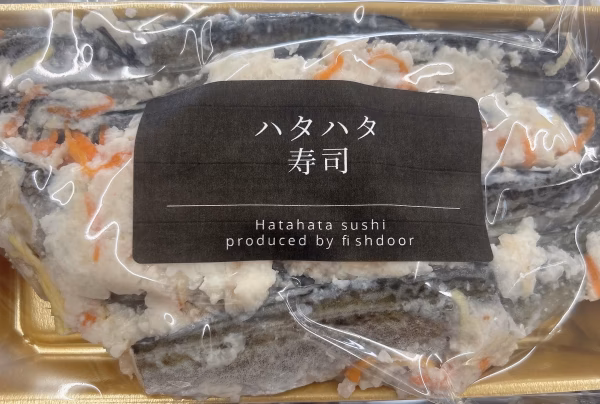 ハタハタ
寿司
Hatahata sushi
produced by fishdoor